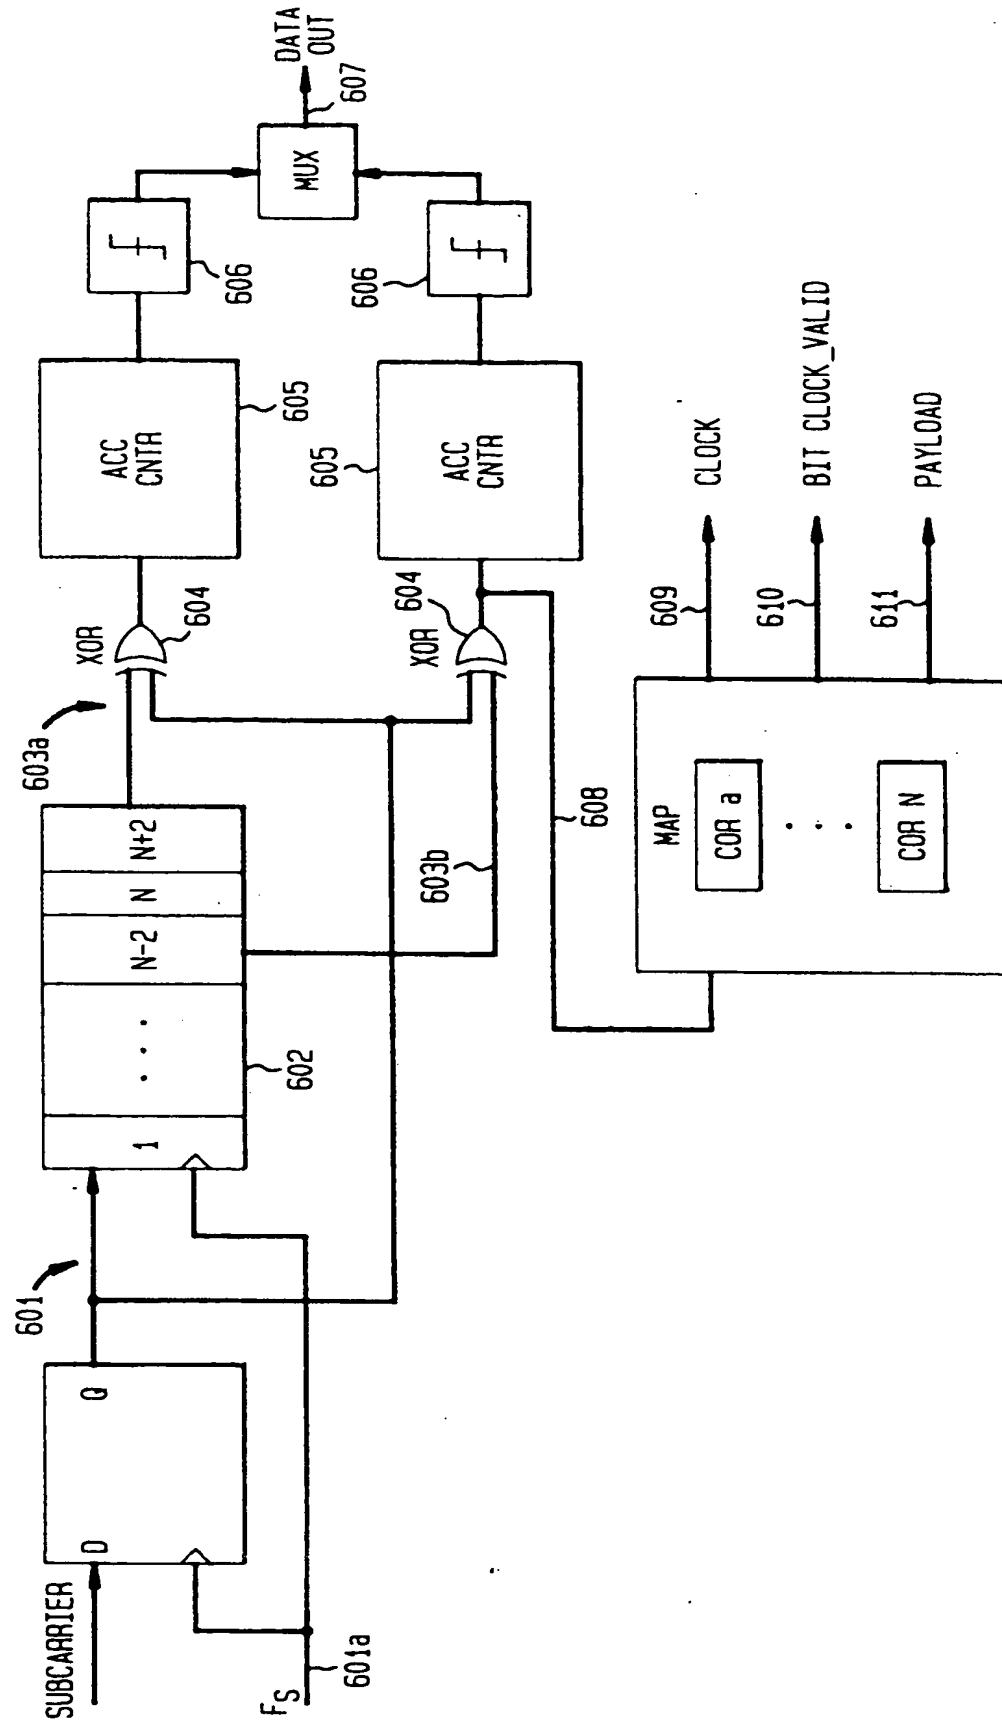 SUBCARRIER
D
Q
FS
601a
601
1
. . .
N-2
N
N+2
602
603a
603b
XOR
604
XOR
604
ACC
CNTR
605
ACC
CNTR
605
606
606
MUX
607
DATA
OUT
608
MAP
COR a
. . .
COR N
609
CLOCK
610
BIT CLOCK_VALID
611
PAYLOAD